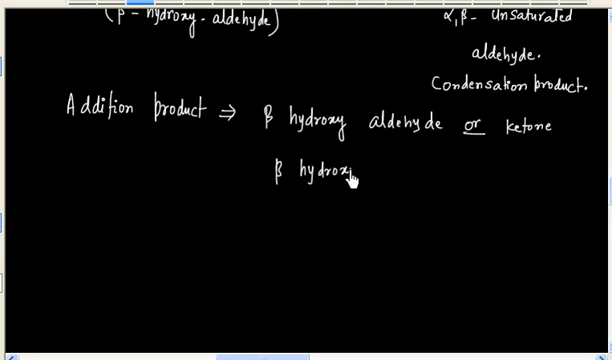 (β - hydroxy - aldehyde)
α,β- Unsaturated
aldehyde.
Condensation product.
Addition product ⇒ β hydroxy aldehyde or ketone
β hydrox